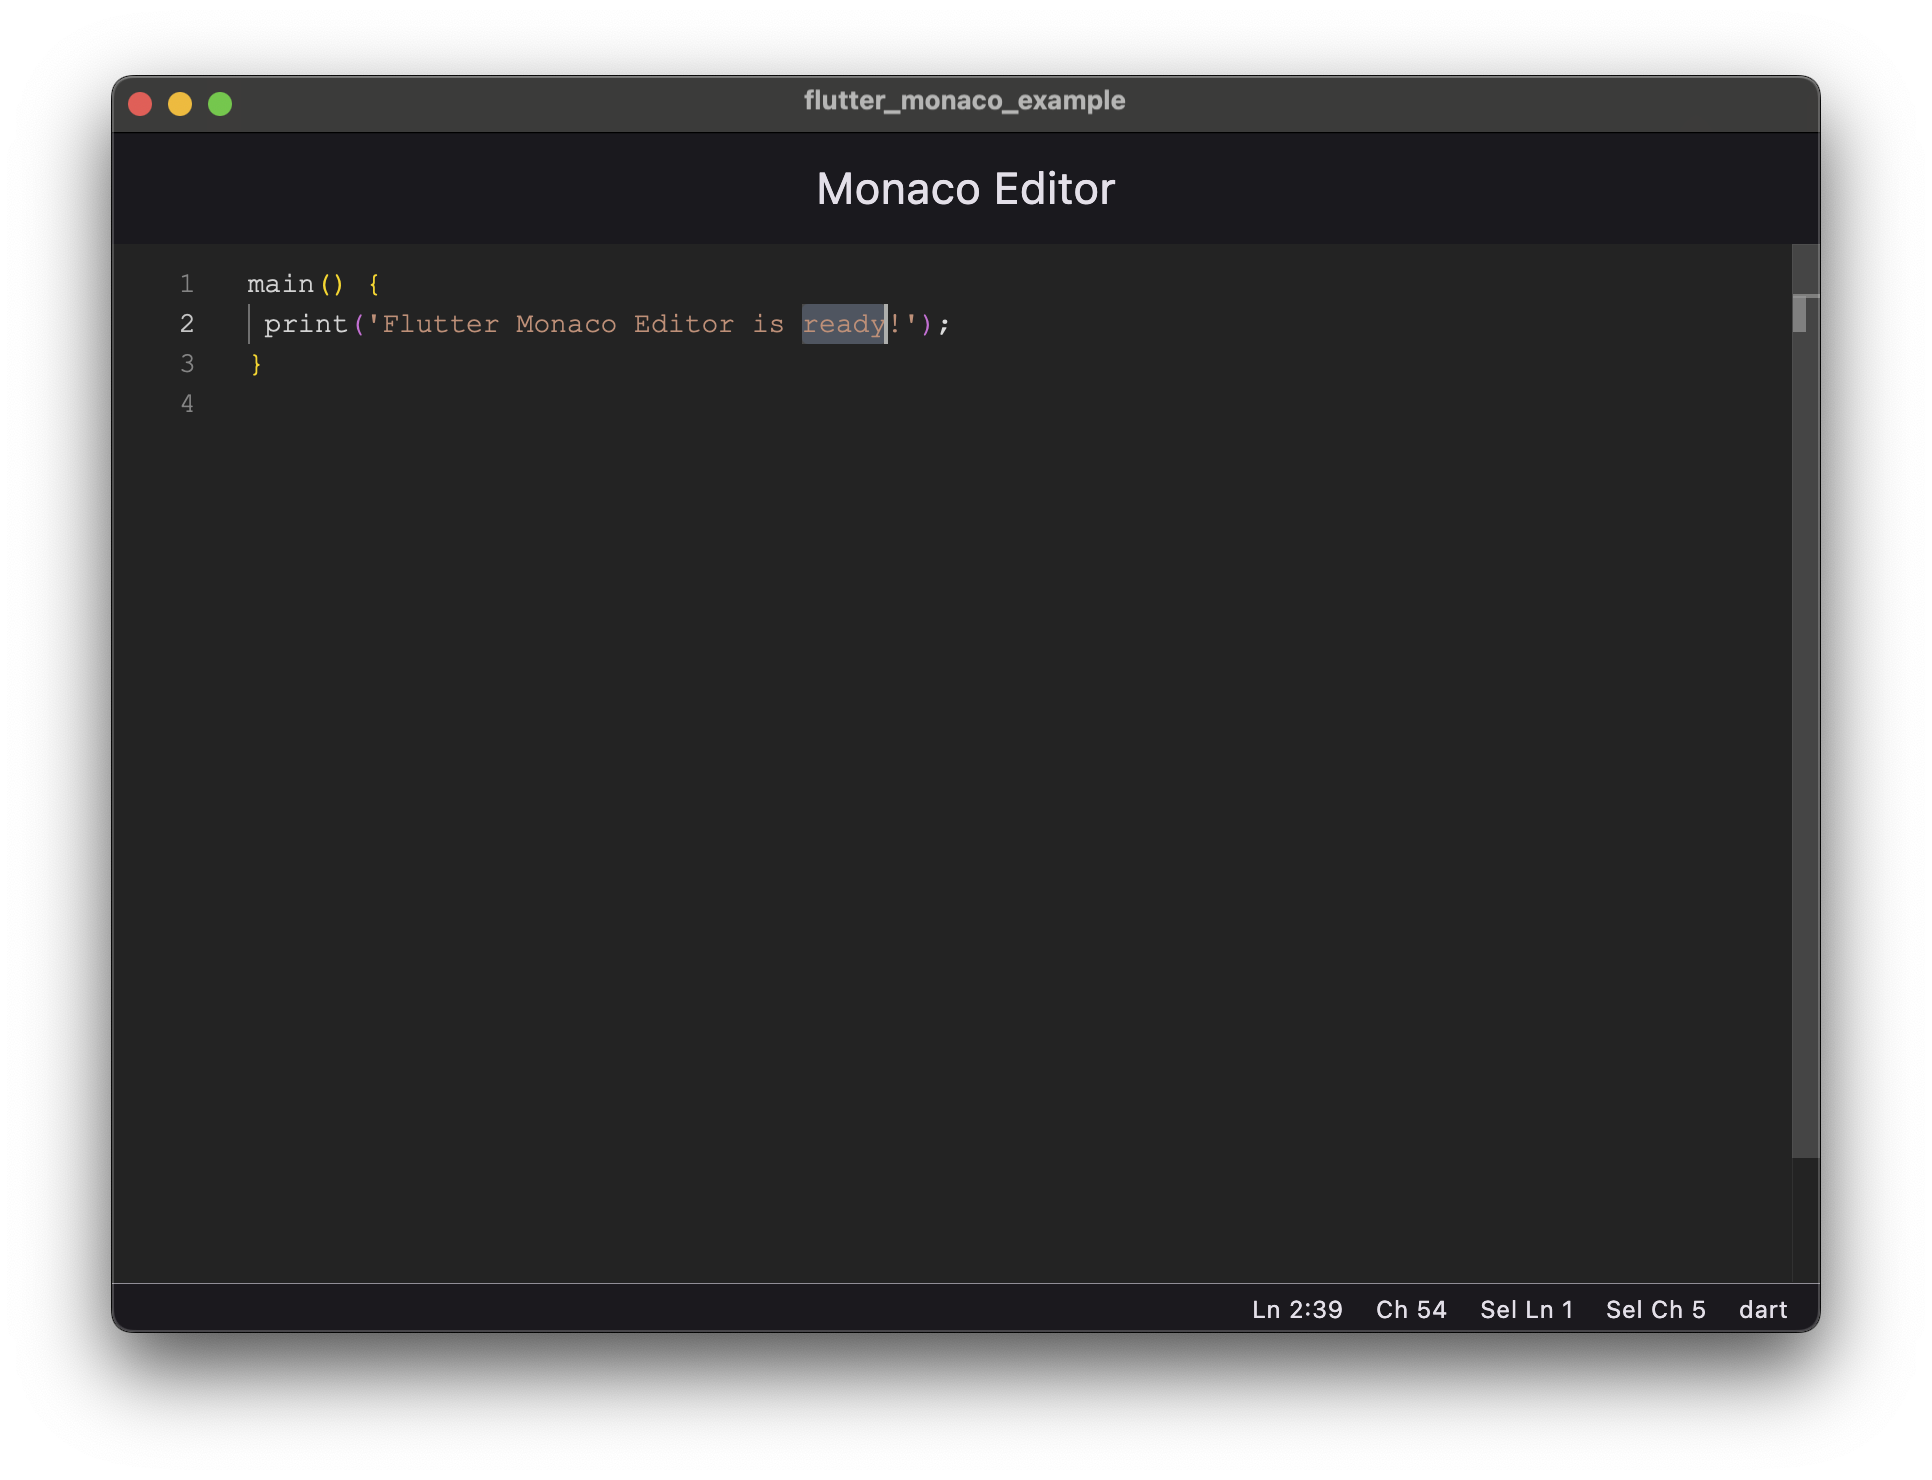 flutter_monaco_example
Monaco Editor
1 main() {
2  print('Flutter Monaco Editor is ready!');
3 }
4
Ln 2:39 Ch 54 Sel Ln 1 Sel Ch 5 dart